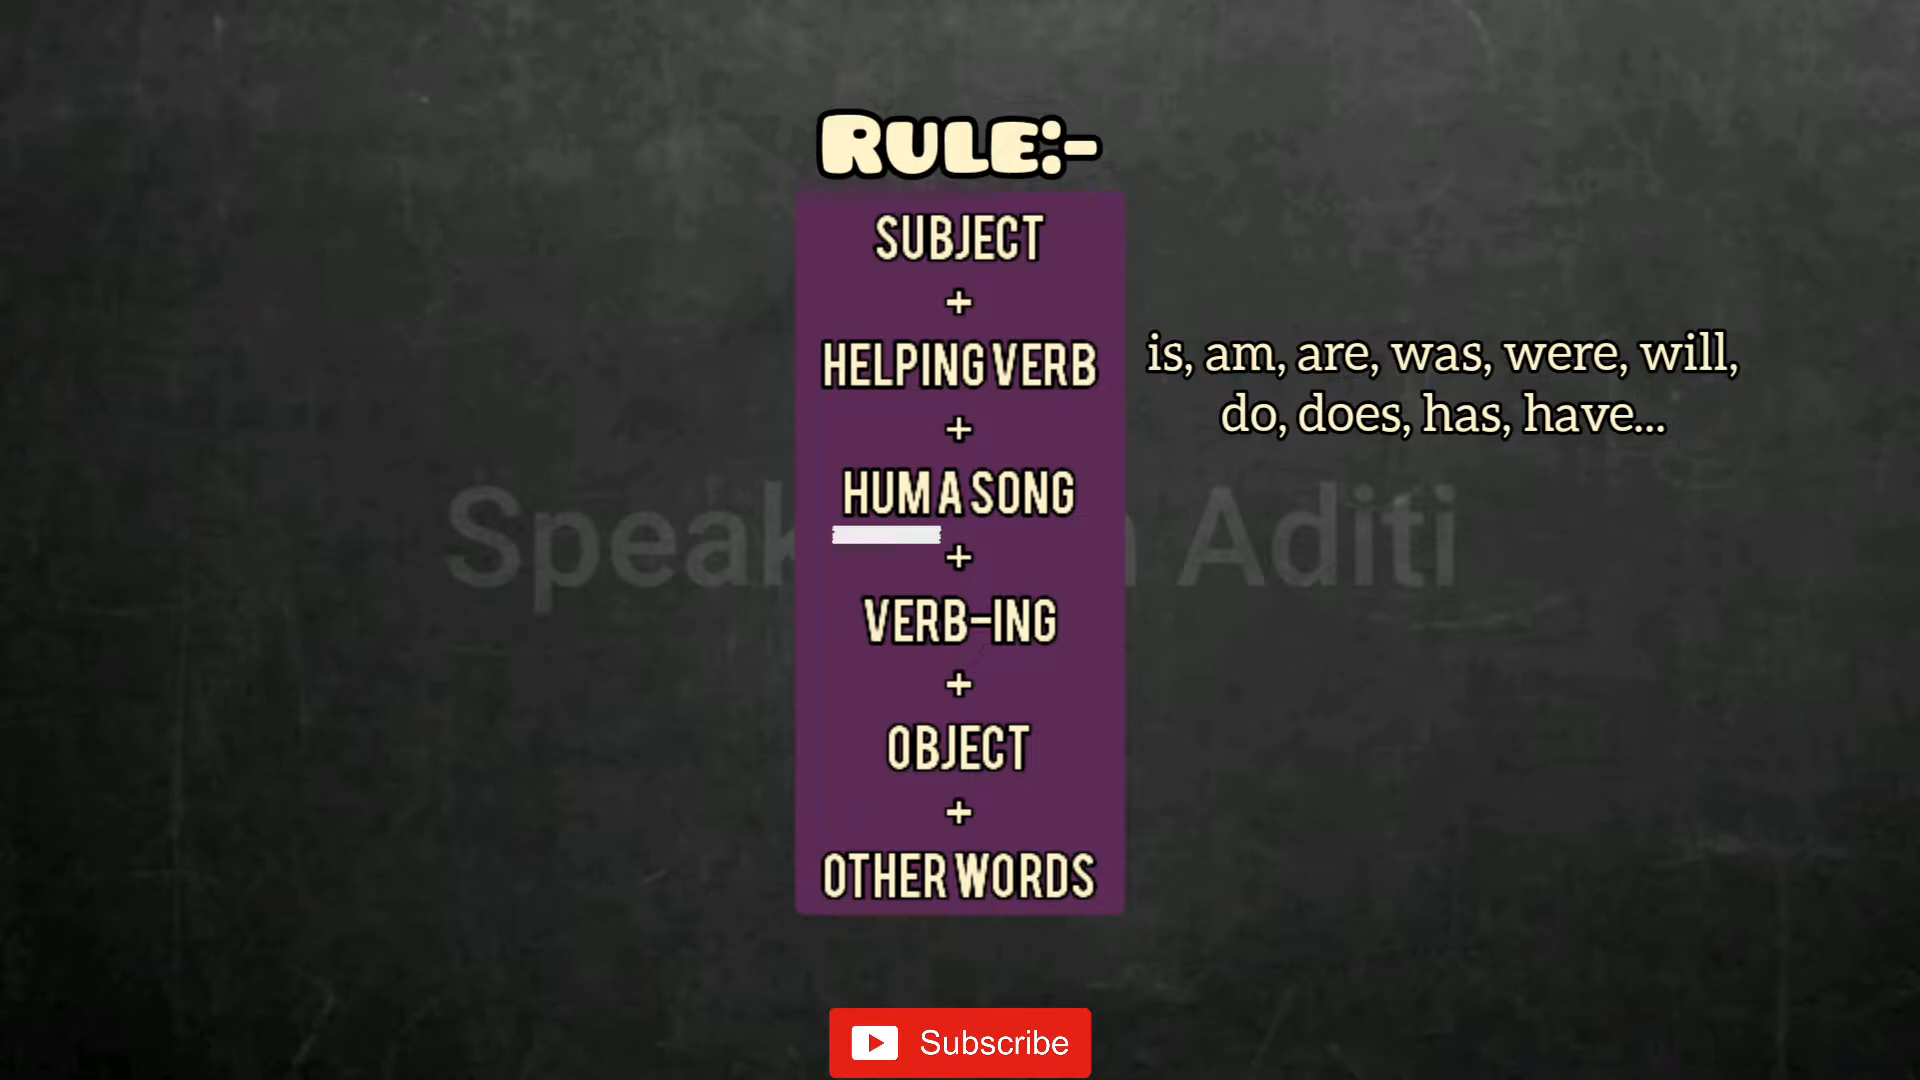 RULE:-
SUBJECT
+
HELPING VERB
is, am, are, was, were, will,
do, does, has, have...
+
HUM A SONG
+
VERB-ING
+
OBJECT
+
OTHER WORDS
Speak Aditi
Subscribe